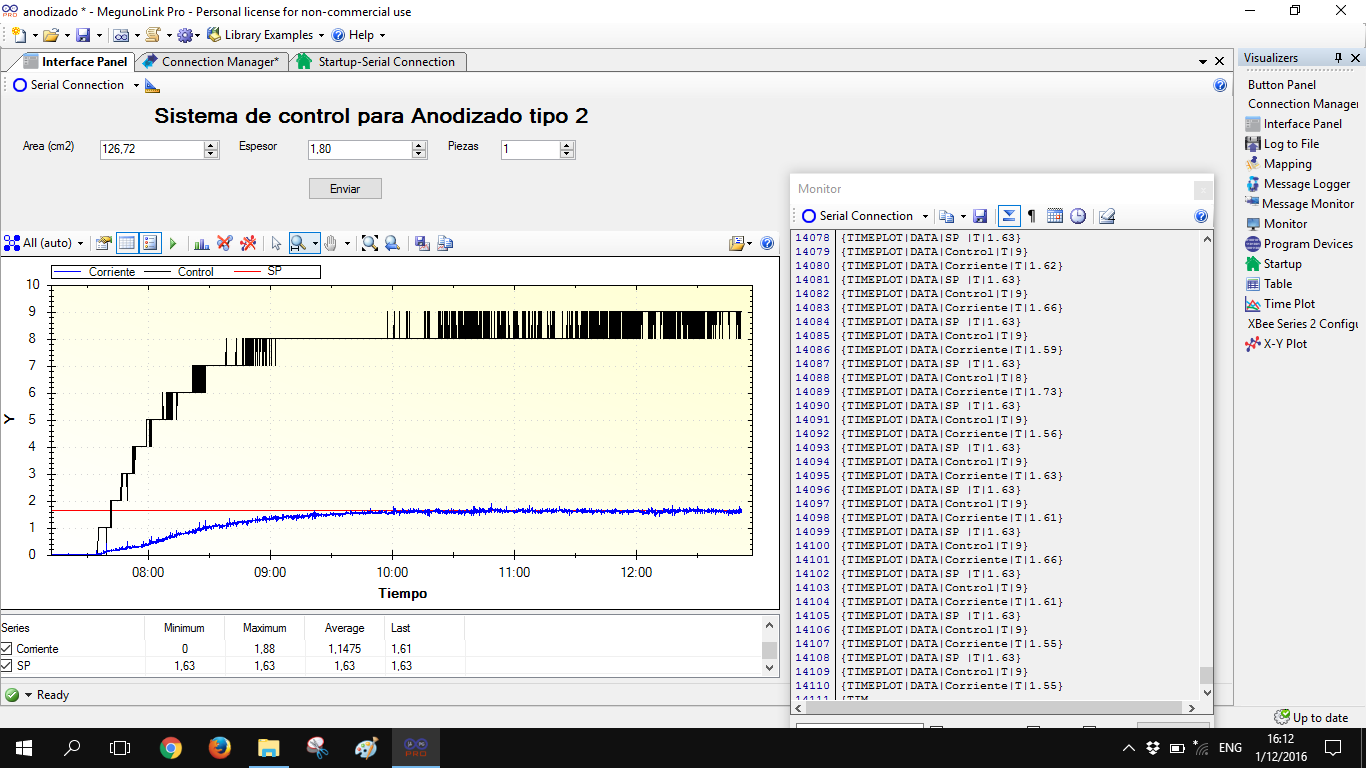 anodizado * - MegunoLink Pro - Personal license for non-commercial use
Library Examples Help
Interface Panel Connection Manager* Startup-Serial Connection
Serial Connection
Sistema de control para Anodizado tipo 2
Area (cm2) 126,72 Espesor 1,80 Piezas 1
Enviar
All (auto)
Corriente Control SP
10
9
8
7
6
5
4
3
2
1
0
Y
08:00 09:00 10:00 11:00 12:00
Tiempo
Series Minimum Maximum Average Last
Corriente 0 1,88 1,1475 1,61
SP 1,63 1,63 1,63 1,63
Ready
Monitor
Serial Connection
14078 {TIMEPLOT|DATA|SP |T|1.63}
14079 {TIMEPLOT|DATA|Control|T|9}
14080 {TIMEPLOT|DATA|Corriente|T|1.62}
14081 {TIMEPLOT|DATA|SP |T|1.63}
14082 {TIMEPLOT|DATA|Control|T|9}
14083 {TIMEPLOT|DATA|Corriente|T|1.66}
14084 {TIMEPLOT|DATA|SP |T|1.63}
14085 {TIMEPLOT|DATA|Control|T|9}
14086 {TIMEPLOT|DATA|Corriente|T|1.59}
14087 {TIMEPLOT|DATA|SP |T|1.63}
14088 {TIMEPLOT|DATA|Control|T|8}
14089 {TIMEPLOT|DATA|Corriente|T|1.73}
14090 {TIMEPLOT|DATA|SP |T|1.63}
14091 {TIMEPLOT|DATA|Control|T|9}
14092 {TIMEPLOT|DATA|Corriente|T|1.56}
14093 {TIMEPLOT|DATA|SP |T|1.63}
14094 {TIMEPLOT|DATA|Control|T|9}
14095 {TIMEPLOT|DATA|Corriente|T|1.63}
14096 {TIMEPLOT|DATA|SP |T|1.63}
14097 {TIMEPLOT|DATA|Control|T|9}
14098 {TIMEPLOT|DATA|Corriente|T|1.61}
14099 {TIMEPLOT|DATA|SP |T|1.63}
14100 {TIMEPLOT|DATA|Control|T|9}
14101 {TIMEPLOT|DATA|Corriente|T|1.66}
14102 {TIMEPLOT|DATA|SP |T|1.63}
14103 {TIMEPLOT|DATA|Control|T|9}
14104 {TIMEPLOT|DATA|Corriente|T|1.61}
14105 {TIMEPLOT|DATA|SP |T|1.63}
14106 {TIMEPLOT|DATA|Control|T|9}
14107 {TIMEPLOT|DATA|Corriente|T|1.55}
14108 {TIMEPLOT|DATA|SP |T|1.63}
14109 {TIMEPLOT|DATA|Control|T|9}
14110 {TIMEPLOT|DATA|Corriente|T|1.55}
14111 {TIM
Visualizers
Button Panel
Connection Manager
Interface Panel
Log to File
Mapping
Message Logger
Message Monitor
Monitor
Program Devices
Startup
Table
Time Plot
XBee Series 2 Configu
X-Y Plot
Up to date
PRO
ENG
16:12
1/12/2016